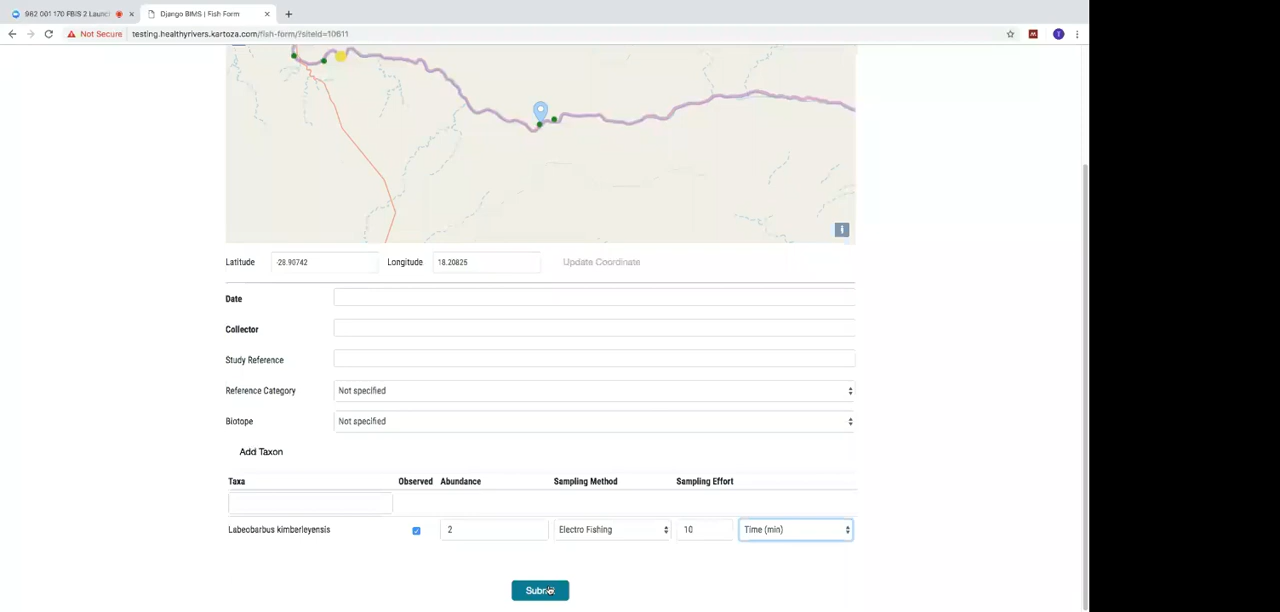 982 001 170 FBIS 2 Launch
Django BIMS | Fish Form
Not Secure testing.healthyrivers.kartoza.com/fish-form/?siteId=10611
T
Latitude -28.90742 Longitude 18.20825 Update Coordinate
Date
Collector
Study Reference
Reference Category Not specified
Biotope Not specified
Add Taxon
Taxa Observed Abundance Sampling Method Sampling Effort
Labeobarbus kimberleyensis 2 Electro Fishing 10 Time (min)
Submit